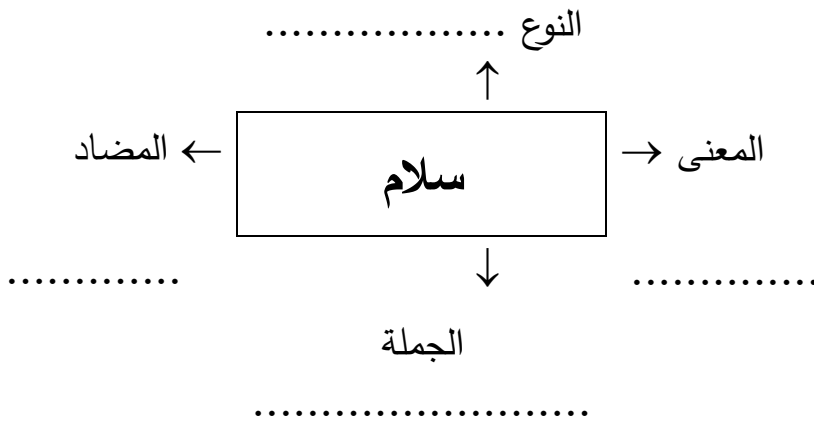 النوع ..................
↑
المعنى ← سلام → المضاد
↓
.............. .............
الجملة
.........................